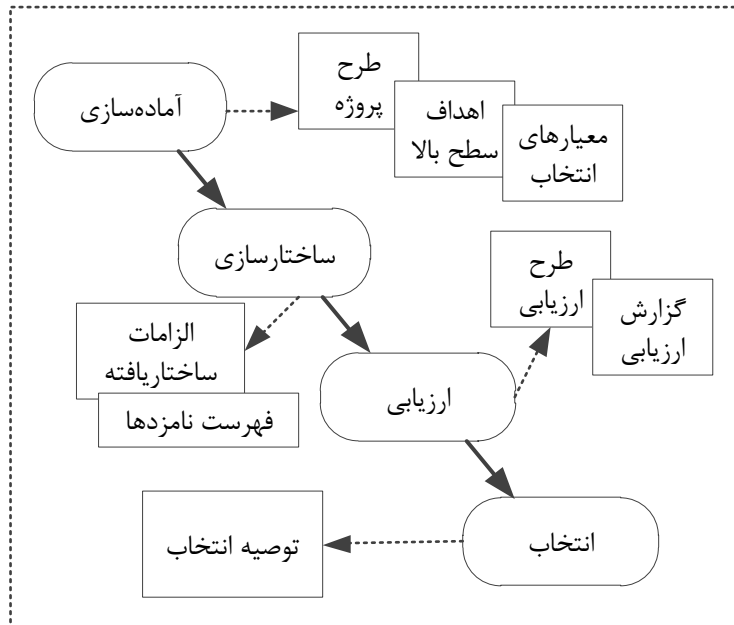 آماده‌سازی
طرح
پروژه
اهداف
سطح بالا
معیارهای
انتخاب
ساختارسازی
الزامات
ساختاریافته
فهرست نامزدها
طرح
ارزیابی
گزارش
ارزیابی
ارزیابی
انتخاب
توصیه انتخاب